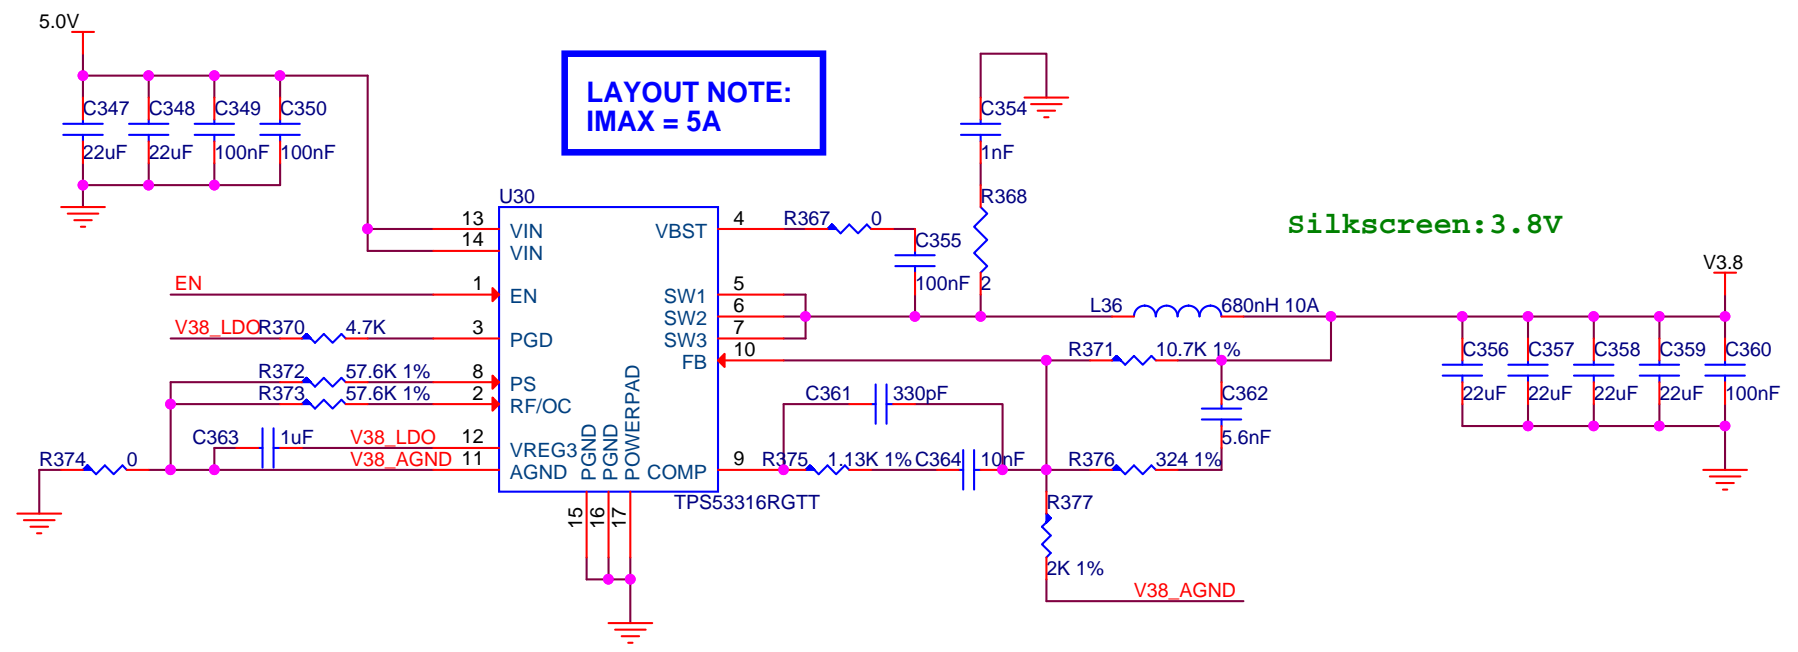 5.0V
C347
C348
C349
C350
22uF
22uF
100nF
100nF
LAYOUT NOTE:
IMAX = 5A
C354
1nF
R368
2
Silkscreen:3.8V
U30
13
VIN
14
VIN
EN
1
EN
V38_LDO
R370
4.7K
3
PGD
R372
57.6K 1%
8
PS
R373
57.6K 1%
2
RF/OC
C363
1uF
V38_LDO
12
VREG3
R374
0
V38_AGND
11
AGND
PGND
PGND
POWERPAD
15
16
17
VBST
4
R367
0
C355
100nF
SW1
5
SW2
6
SW3
7
FB
10
COMP
9
TPS53316RGTT
L36
680nH 10A
V3.8
R371
10.7K 1%
C361
330pF
C362
5.6nF
R375
1.13K 1%
C364
10nF
R376
324 1%
R377
2K 1%
V38_AGND
C356
C357
C358
C359
C360
22uF
22uF
22uF
22uF
100nF